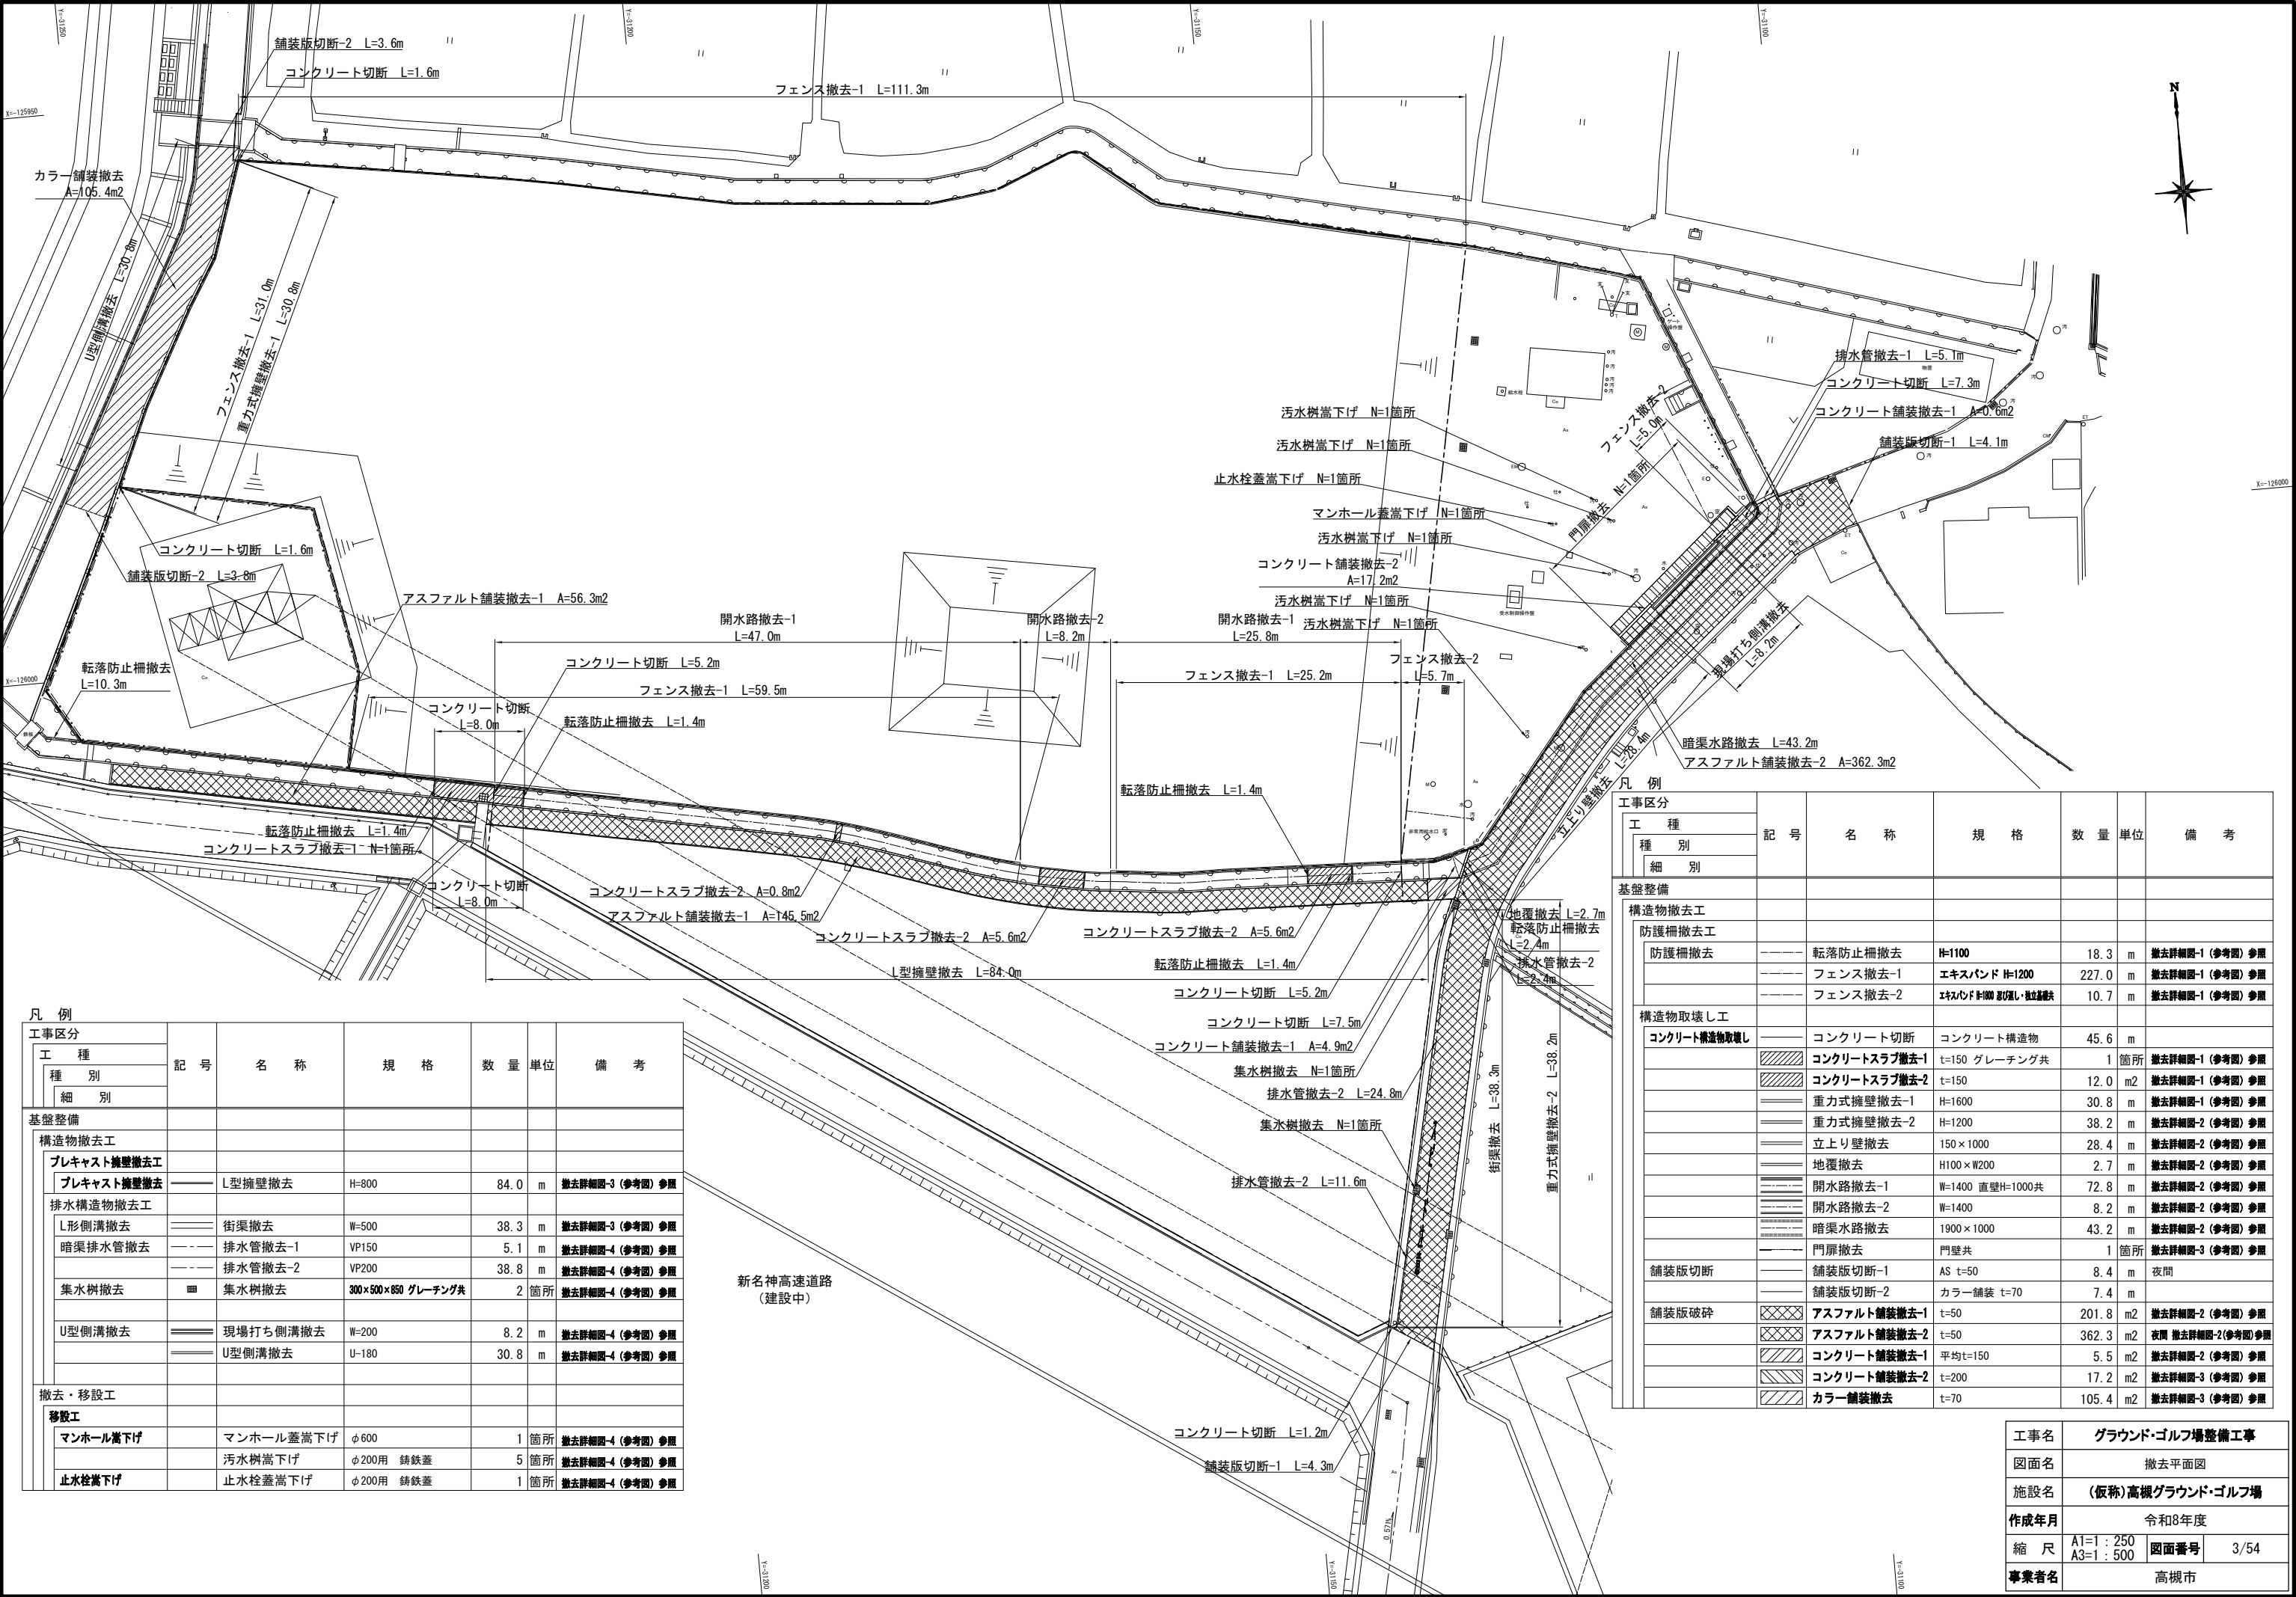 Y=-31250
Y=-31200
Y=-31150
Y=-31100
舗装版切断-2 L=3.6m
コンクリート切断 L=1.6m
フェンス撤去-1 L=111.3m
X=-125950
N
カラー舗装撤去
A=105.4m2
U型側溝撤去 L=30.8m
フェンス撤去-1 L=31.0m
重力式擁壁撤去-1 L=30.8m
排水管撤去-1 L=5.1m
物置
コンクリート切断 L=7.3m
コンクリート舗装撤去-1 A=0.6m2
舗装版切断-1 L=4.1m
フェンス撤去-2
L=5.0m
門扉撤去 N=1箇所
汚水桝嵩下げ N=1箇所
汚水桝嵩下げ N=1箇所
止水栓蓋嵩下げ N=1箇所
マンホール蓋嵩下げ N=1箇所
汚水桝嵩下げ N=1箇所
コンクリート舗装撤去-2
A=17.2m2
汚水桝嵩下げ N=1箇所
汚水桝嵩下げ N=1箇所
X=-126000
コンクリート切断 L=1.6m
舗装版切断-2 L=3.8m
アスファルト舗装撤去-1 A=56.3m2
開水路撤去-1
L=47.0m
開水路撤去-2
L=8.2m
開水路撤去-1
L=25.8m
転落防止柵撤去
L=10.3m
コンクリート切断 L=5.2m
フェンス撤去-1 L=59.5m
フェンス撤去-1 L=25.2m
フェンス撤去-2
L=5.7m
X=-126000
コンクリート切断
L=8.0m
転落防止柵撤去 L=1.4m
現場打ち側溝撤去
L=8.2m
立上り壁撤去 L=28.4m
暗渠水路撤去 L=43.2m
アスファルト舗装撤去-2 A=362.3m2
転落防止柵撤去 L=1.4m
転落防止柵撤去 L=1.4m
コンクリートスラブ撤去-1 N=1箇所
コンクリート切断
L=8.0m
コンクリートスラブ撤去-2 A=0.8m2
アスファルト舗装撤去-1 A=145.5m2
コンクリートスラブ撤去-2 A=5.6m2
コンクリートスラブ撤去-2 A=5.6m2
地覆撤去 L=2.7m
転落防止柵撤去
L=2.4m
排水管撤去-2
L=2.4m
転落防止柵撤去 L=1.4m
L型擁壁撤去 L=84.0m
コンクリート切断 L=5.2m
コンクリート切断 L=7.5m
コンクリート舗装撤去-1 A=4.9m2
集水桝撤去 N=1箇所
排水管撤去-2 L=24.8m
集水桝撤去 N=1箇所
排水管撤去-2 L=11.6m
街渠撤去 L=38.3m
重力式擁壁撤去-2 L=38.2m
新名神高速道路
(建設中)
コンクリート切断 L=1.2m
舗装版切断-1 L=4.3m
0.571%
Y=-31200
Y=-31150
Y=-31100
凡 例
工事区分
工 種
種 別
細 別
記 号 名 称 規 格 数 量 単位 備 考
基盤整備
構造物撤去工
プレキャスト擁壁撤去工
プレキャスト擁壁撤去 L型擁壁撤去 H=800 84.0 m 撤去詳細図-3(参考図)参照
排水構造物撤去工
L形側溝撤去 街渠撤去 W=500 38.3 m 撤去詳細図-3(参考図)参照
暗渠排水管撤去 排水管撤去-1 VP150 5.1 m 撤去詳細図-4(参考図)参照
排水管撤去-2 VP200 38.8 m 撤去詳細図-4(参考図)参照
集水桝撤去 集水桝撤去 300×500×850 グレーチング共 2 箇所 撤去詳細図-4(参考図)参照
U型側溝撤去 現場打ち側溝撤去 W=200 8.2 m 撤去詳細図-4(参考図)参照
U型側溝撤去 U-180 30.8 m 撤去詳細図-4(参考図)参照
撤去・移設工
移設工
マンホール嵩下げ マンホール蓋嵩下げ φ600 1 箇所 撤去詳細図-4(参考図)参照
汚水桝嵩下げ φ200用 鋳鉄蓋 5 箇所 撤去詳細図-4(参考図)参照
止水栓嵩下げ 止水栓蓋嵩下げ φ200用 鋳鉄蓋 1 箇所 撤去詳細図-4(参考図)参照
凡 例
工事区分
工 種
種 別
細 別
記 号 名 称 規 格 数 量 単位 備 考
基盤整備
構造物撤去工
防護柵撤去工
防護柵撤去 転落防止柵撤去 H=1100 18.3 m 撤去詳細図-1(参考図)参照
フェンス撤去-1 エキスパンド H=1200 227.0 m 撤去詳細図-1(参考図)参照
フェンス撤去-2 エキスパンド H=1800 忍び返し・独立基礎共 10.7 m 撤去詳細図-1(参考図)参照
構造物取壊し工
コンクリート構造物取壊し コンクリート切断 コンクリート構造物 45.6 m
コンクリートスラブ撤去-1 t=150 グレーチング共 1 箇所 撤去詳細図-1(参考図)参照
コンクリートスラブ撤去-2 t=150 12.0 m2 撤去詳細図-1(参考図)参照
重力式擁壁撤去-1 H=1600 30.8 m 撤去詳細図-1(参考図)参照
重力式擁壁撤去-2 H=1200 38.2 m 撤去詳細図-2(参考図)参照
立上り壁撤去 150×1000 28.4 m 撤去詳細図-2(参考図)参照
地覆撤去 H100×W200 2.7 m 撤去詳細図-2(参考図)参照
開水路撤去-1 W=1400 直壁H=1000共 72.8 m 撤去詳細図-2(参考図)参照
開水路撤去-2 W=1400 8.2 m 撤去詳細図-2(参考図)参照
暗渠水路撤去 1900×1000 43.2 m 撤去詳細図-2(参考図)参照
門扉撤去 門壁共 1 箇所 撤去詳細図-3(参考図)参照
舗装版切断 舗装版切断-1 AS t=50 8.4 m 夜間
舗装版切断-2 カラー舗装 t=70 7.4 m
舗装版破砕 アスファルト舗装撤去-1 t=50 201.8 m2 撤去詳細図-2(参考図)参照
アスファルト舗装撤去-2 t=50 362.3 m2 夜間 撤去詳細図-2(参考図)参照
コンクリート舗装撤去-1 平均t=150 5.5 m2 撤去詳細図-2(参考図)参照
コンクリート舗装撤去-2 t=200 17.2 m2 撤去詳細図-3(参考図)参照
カラー舗装撤去 t=70 105.4 m2 撤去詳細図-3(参考図)参照
工事名 グラウンド・ゴルフ場整備工事
図面名 撤去平面図
施設名 (仮称)高槻グラウンド・ゴルフ場
作成年月 令和8年度
縮 尺 A1=1:250 A3=1:500 図面番号 3/54
事業者名 高槻市